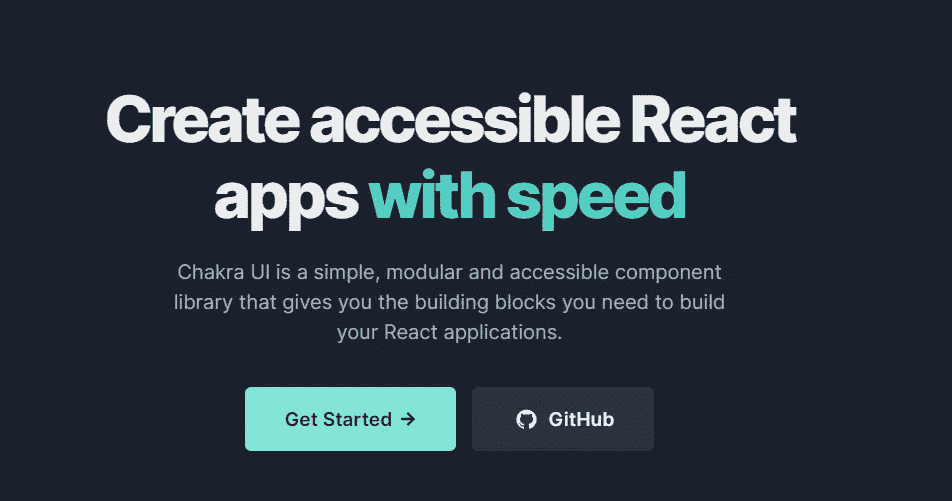 Create accessible React
apps with speed
Chakra UI is a simple, modular and accessible component
library that gives you the building blocks you need to build
your React applications.
Get Started →
GitHub